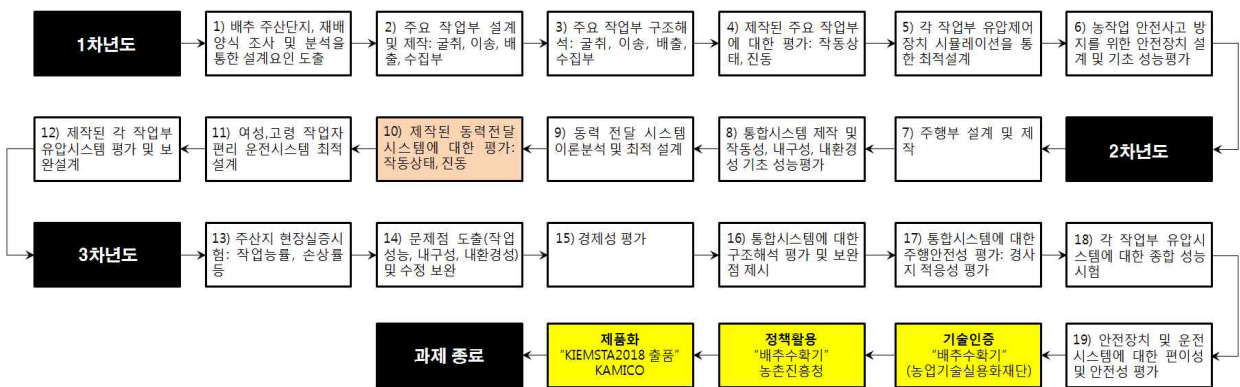 1차년도
1) 배추 주산단지, 재배
양식 조사 및 분석을
통한 설계요인 도출
2) 주요 작업부 설계
및 제작: 굴취, 이송, 배
출, 수집부
3) 주요 작업부 구조해
석: 굴취, 이송, 배출,
수집부
4) 제작된 주요 작업부
에 대한 평가: 작동상
태, 진동
5) 각 작업부 유압제어
장치 시뮬레이션을 통
한 최적설계
6) 농작업 안전사고 방
지를 위한 안전장치 설
계 및 기초 성능평가
2차년도
7) 주행부 설계 및 제
작
8) 통합시스템 제작 및
작동성, 내구성, 내환경
성 기초 성능평가
9) 동력 전달 시스템
이론분석 및 최적 설계
10) 제작된 동력전달
시스템에 대한 평가:
작동상태, 진동
11) 여성,고령 작업자
편리 운전시스템 최적
설계
12) 제작된 각 작업부
유압시스템 평가 및 보
완설계
3차년도
13) 주산지 현장실증시
험: 작업능률, 손상률
등
14) 문제점 도출(작업
성능, 내구성, 내환경성)
및 수정 보완
15) 경제성 평가
16) 통합시스템에 대한
구조해석 평가 및 보완
점 제시
17) 통합시스템에 대한
주행안전성 평가: 경사
지 적응성 평가
18) 각 작업부 유압시
스템에 대한 종합 성능
시험
19) 안전장치 및 운전
시스템에 대한 편이성
및 안전성 평가
기술인증
"배추수확기"
(농업기술실용화재단)
정책활용
"배추수확기"
농촌진흥청
제품화
"KIEMSTA2018 출품"
KAMICO
과제 종료